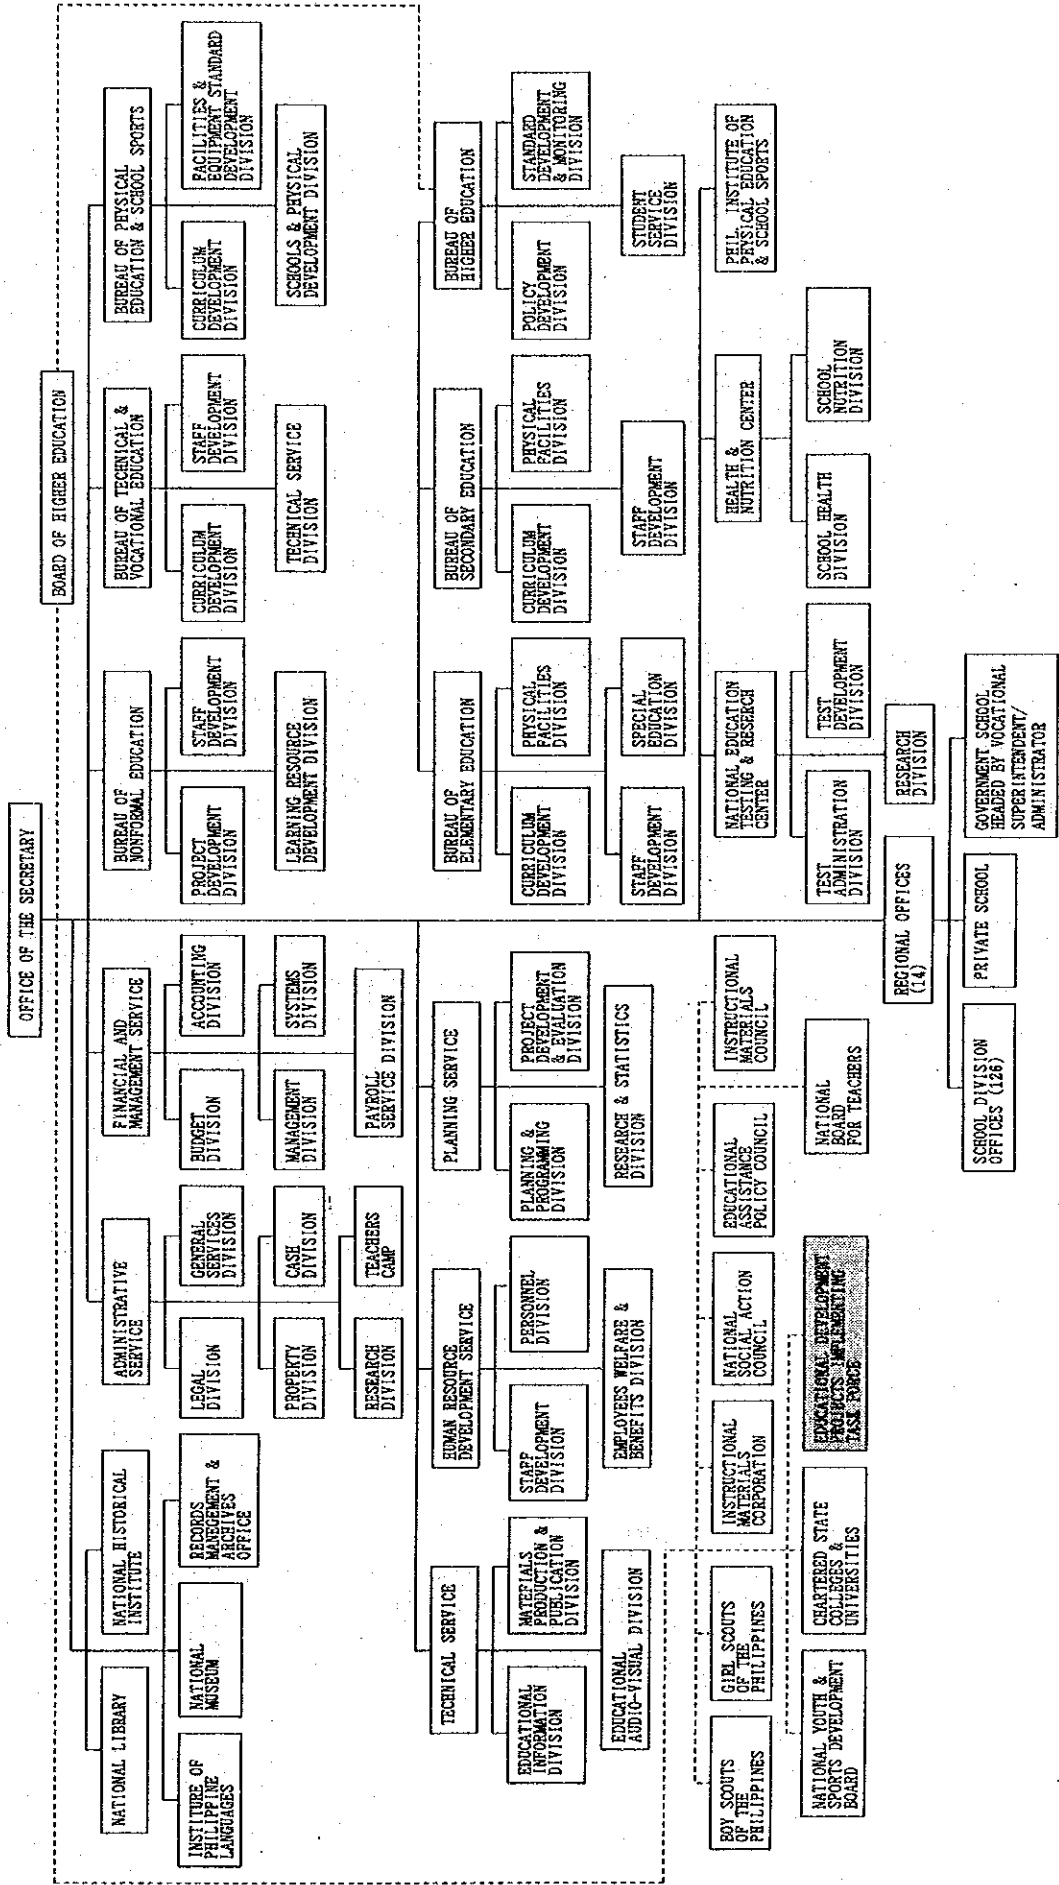 OFFICE OF THE SECRETARY
BOARD OF HIGHER EDUCATION
NATIONAL LIBRARY
NATIONAL HISTORICAL
INSTITUTE
ADMINISTRATIVE
SERVICE
FINANCIAL AND
MANAGEMENT SERVICE
BUREAU OF
NONFORMAL EDUCATION
BUREAU OF TECHNICAL &
VOCATIONAL EDUCATION
BUREAU OF PHYSICAL
EDUCATION & SCHOOL SPORTS
INSTITURE OF
PHILIPPINE
LANGUAGES
NATIONAL
MUSEUM
RECORDS
MANEGEMENT &
ARCHIVES
OFFICE
LEGAL
DIVISION
GENERAL
SERVICES
DIVISION
BUDGET
DIVISION
ACCOUNTING
DIVISION
PROJECT
DEVELOPMENT
DIVISION
STAFF
DEVELOPMENT
DIVISION
CURRICULUM
DEVELOPMENT
DIVISION
STAFF
DEVELOPMENT
DIVISION
CURRICULUM
DEVELOPMENT
DIVISION
FACILITIES &
EQUIPMENT STANDARD
DEVELOPMENT
DIVISION
PROPERTY
DIVISION
CASH
DIVISION
MANAGEMENT
DIVISION
SYSTEMS
DIVISION
LEARNING RESOURCE
DEVELOPMENT DIVISION
TECHNICAL SERVICE
DIVISION
SCHOOLS & PHYSICAL
DEVELOPMENT DIVISION
RESEARCH
DIVISION
TEACHERS
CAMP
PAYROLL
SERVICE DIVISION
TECHNICAL SERVICE
HUMAN RESOURCE
DEVELOPMENT SERVICE
PLANNING SERVICE
BUREAU OF
ELEMENTARY EDUCATION
BUREAU OF
SECONDARY EDUCATION
BUREAU OF
HIGHER EDUCATION
EDUCATIONAL
INFORMATION
DIVISION
MATEFIALS
PRODUCTION &
PUBLICATION
DIVISION
STAFF
DEVELOPMENT
DIVISION
PERSONNEL
DIVISION
PLANNING &
PROGRAMMING
DIVISION
PROJECT
DEVELOPMENT
& EVALUATION
DIVISION
CURRICULUM
DEVELOPMENT
DIVISION
PHYSICAL
FACILITIES
DIVISION
CURRICULUM
DEVELOPMENT
DIVISION
PHYSICAL
FACILITIES
DIVISION
POLICY
DEVELOPMENT
DIVISION
STANDARD
DEVELOPMENT
& MONITORING
DIVISION
EDUCATIONAL
AUDIO-VISUAL DIVISION
EMPLOYEES WELFARE &
BENEFITS DIVISION
RESEARCH & STATISTICS
DIVISION
STAFF
DEVELOPMENT
DIVISION
SPECIAL
EDUCATION
DIVISION
STAFF
DEVELOPMENT
DIVISION
STUDENT
SERVICE
DIVISION
BOY SCOUTS
OF THE
PHILIPPINES
GIRL SCOUTS
OF THE
PHILIPPINES
INSTRUCTIONAL
MATERIALS
CORPORATION
NATIONAL
SOCIAL ACTION
COUNCIL
EDUCATIONAL
ASSISTANCE
POLICY COUNCIL
INSTRUCTIONAL
MATERIALS
COUNCIL
NATIONAL EDUCATION
TESTING & RESERCH
CENTER
HEALTH &
NUTRITION CENTER
PHIL. INSTITUTE OF
PHYSICAL EDUCATION
& SCHOOL SPORTS
NATIONAL YOUTH &
SPORTS DEVELOPMENT
BOARD
CHARTERED STATE
COLLEGES &
UNIVERSITIES
EDUCATIONAL DEVELOPMENT
PROJECTS IMPLEMENTING
TASK FORCE
NATIONAL
BOARD
FOR TEACHERS
TEST
ADMINISTRATION
DIVISION
TEST
DEVELOPMENT
DIVISION
SCHOOL HEALTH
DIVISION
SCHOOL
NUTRITION
DIVISION
REGIONAL OFFICES
(14)
RESEARCH
DIVISION
SCHOOL DIVISION
OFFICES (126)
PRIVATE SCHOOL
GOVERNMENT SCHOOL
HEADED BY VOCATIONAL
SUPERINTENDENT/
ADMINISTRATOR